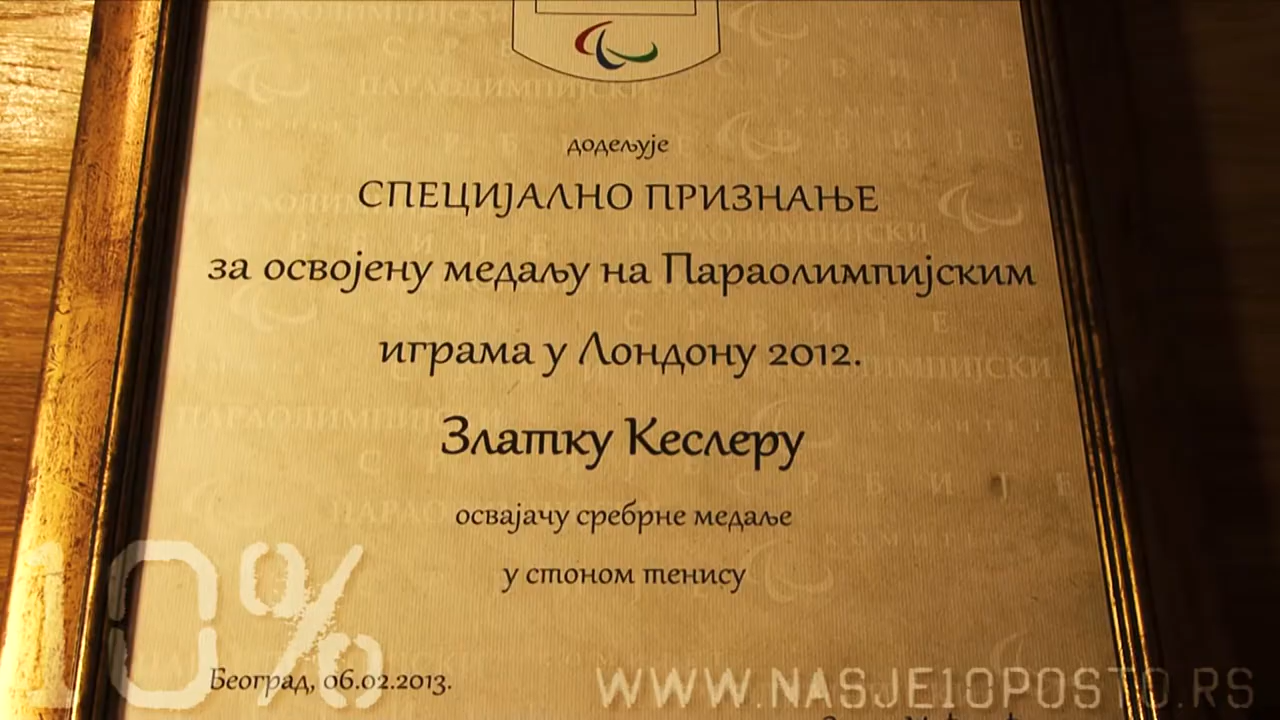 додељује
СПЕЦИЈАЛНО ПРИЗНАЊЕ
за освојену медаљу на Параолимпијским
играма у Лондону 2012.
Златку Кеслеру
освајачу сребрне медаље
у стоном тенису
Београд, 06.02.2013.
10%
WWW.NASJE10POSTO.RS